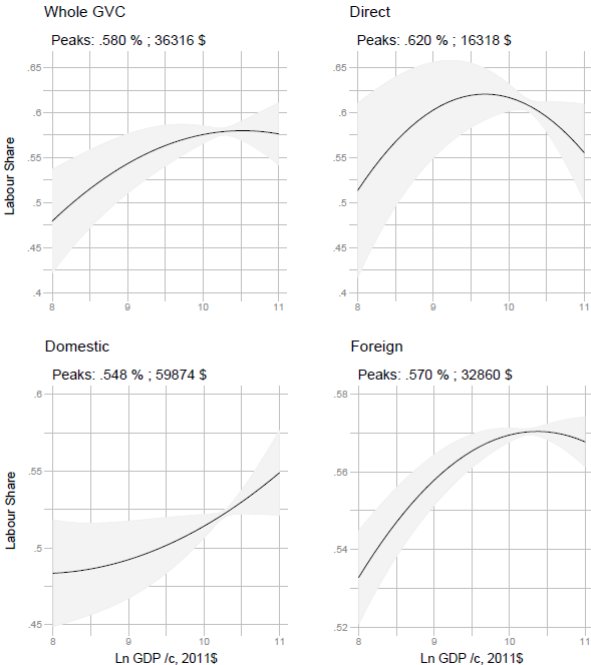 Whole GVC
Peaks: .580 % ; 36316 $
.65
.6
.55
.5
.45
.4
8 9 10 11
Labour Share
Direct
Peaks: .620 % ; 16318 $
.65
.6
.55
.5
.45
.4
8 9 10 11
Domestic
Peaks: .548 % ; 59874 $
.6
.55
.5
.45
8 9 10 11
Labour Share
Ln GDP /c, 2011$
Foreign
Peaks: .570 % ; 32860 $
.58
.56
.54
.52
8 9 10 11
Ln GDP /c, 2011$